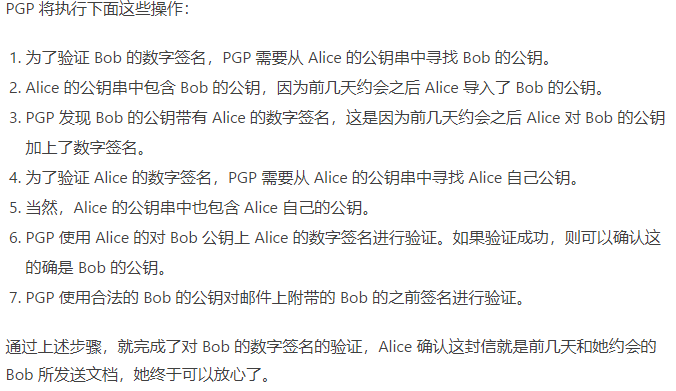 PGP 将执行下面这些操作：
1. 为了验证 Bob 的数字签名，PGP 需要从 Alice 的公钥串中寻找 Bob 的公钥。
2. Alice 的公钥串中包含 Bob 的公钥，因为前几天约会之后 Alice 导入了 Bob 的公钥。
3. PGP 发现 Bob 的公钥带有 Alice 的数字签名，这是因为前几天约会之后 Alice 对 Bob 的公钥
加上了数字签名。
4. 为了验证 Alice 的数字签名，PGP 需要从 Alice 的公钥串中寻找 Alice 自己公钥。
5. 当然，Alice 的公钥串中也包含 Alice 自己的公钥。
6. PGP 使用 Alice 的对 Bob 公钥上 Alice 的数字签名进行验证。如果验证成功，则可以确认这
的确是 Bob 的公钥。
7. PGP 使用合法的 Bob 的公钥对邮件上附带的 Bob 的之前签名进行验证。
通过上述步骤，就完成了对 Bob 的数字签名的验证，Alice 确认这封信就是前几天和她约会的
Bob 所发送文档，她终于可以放心了。